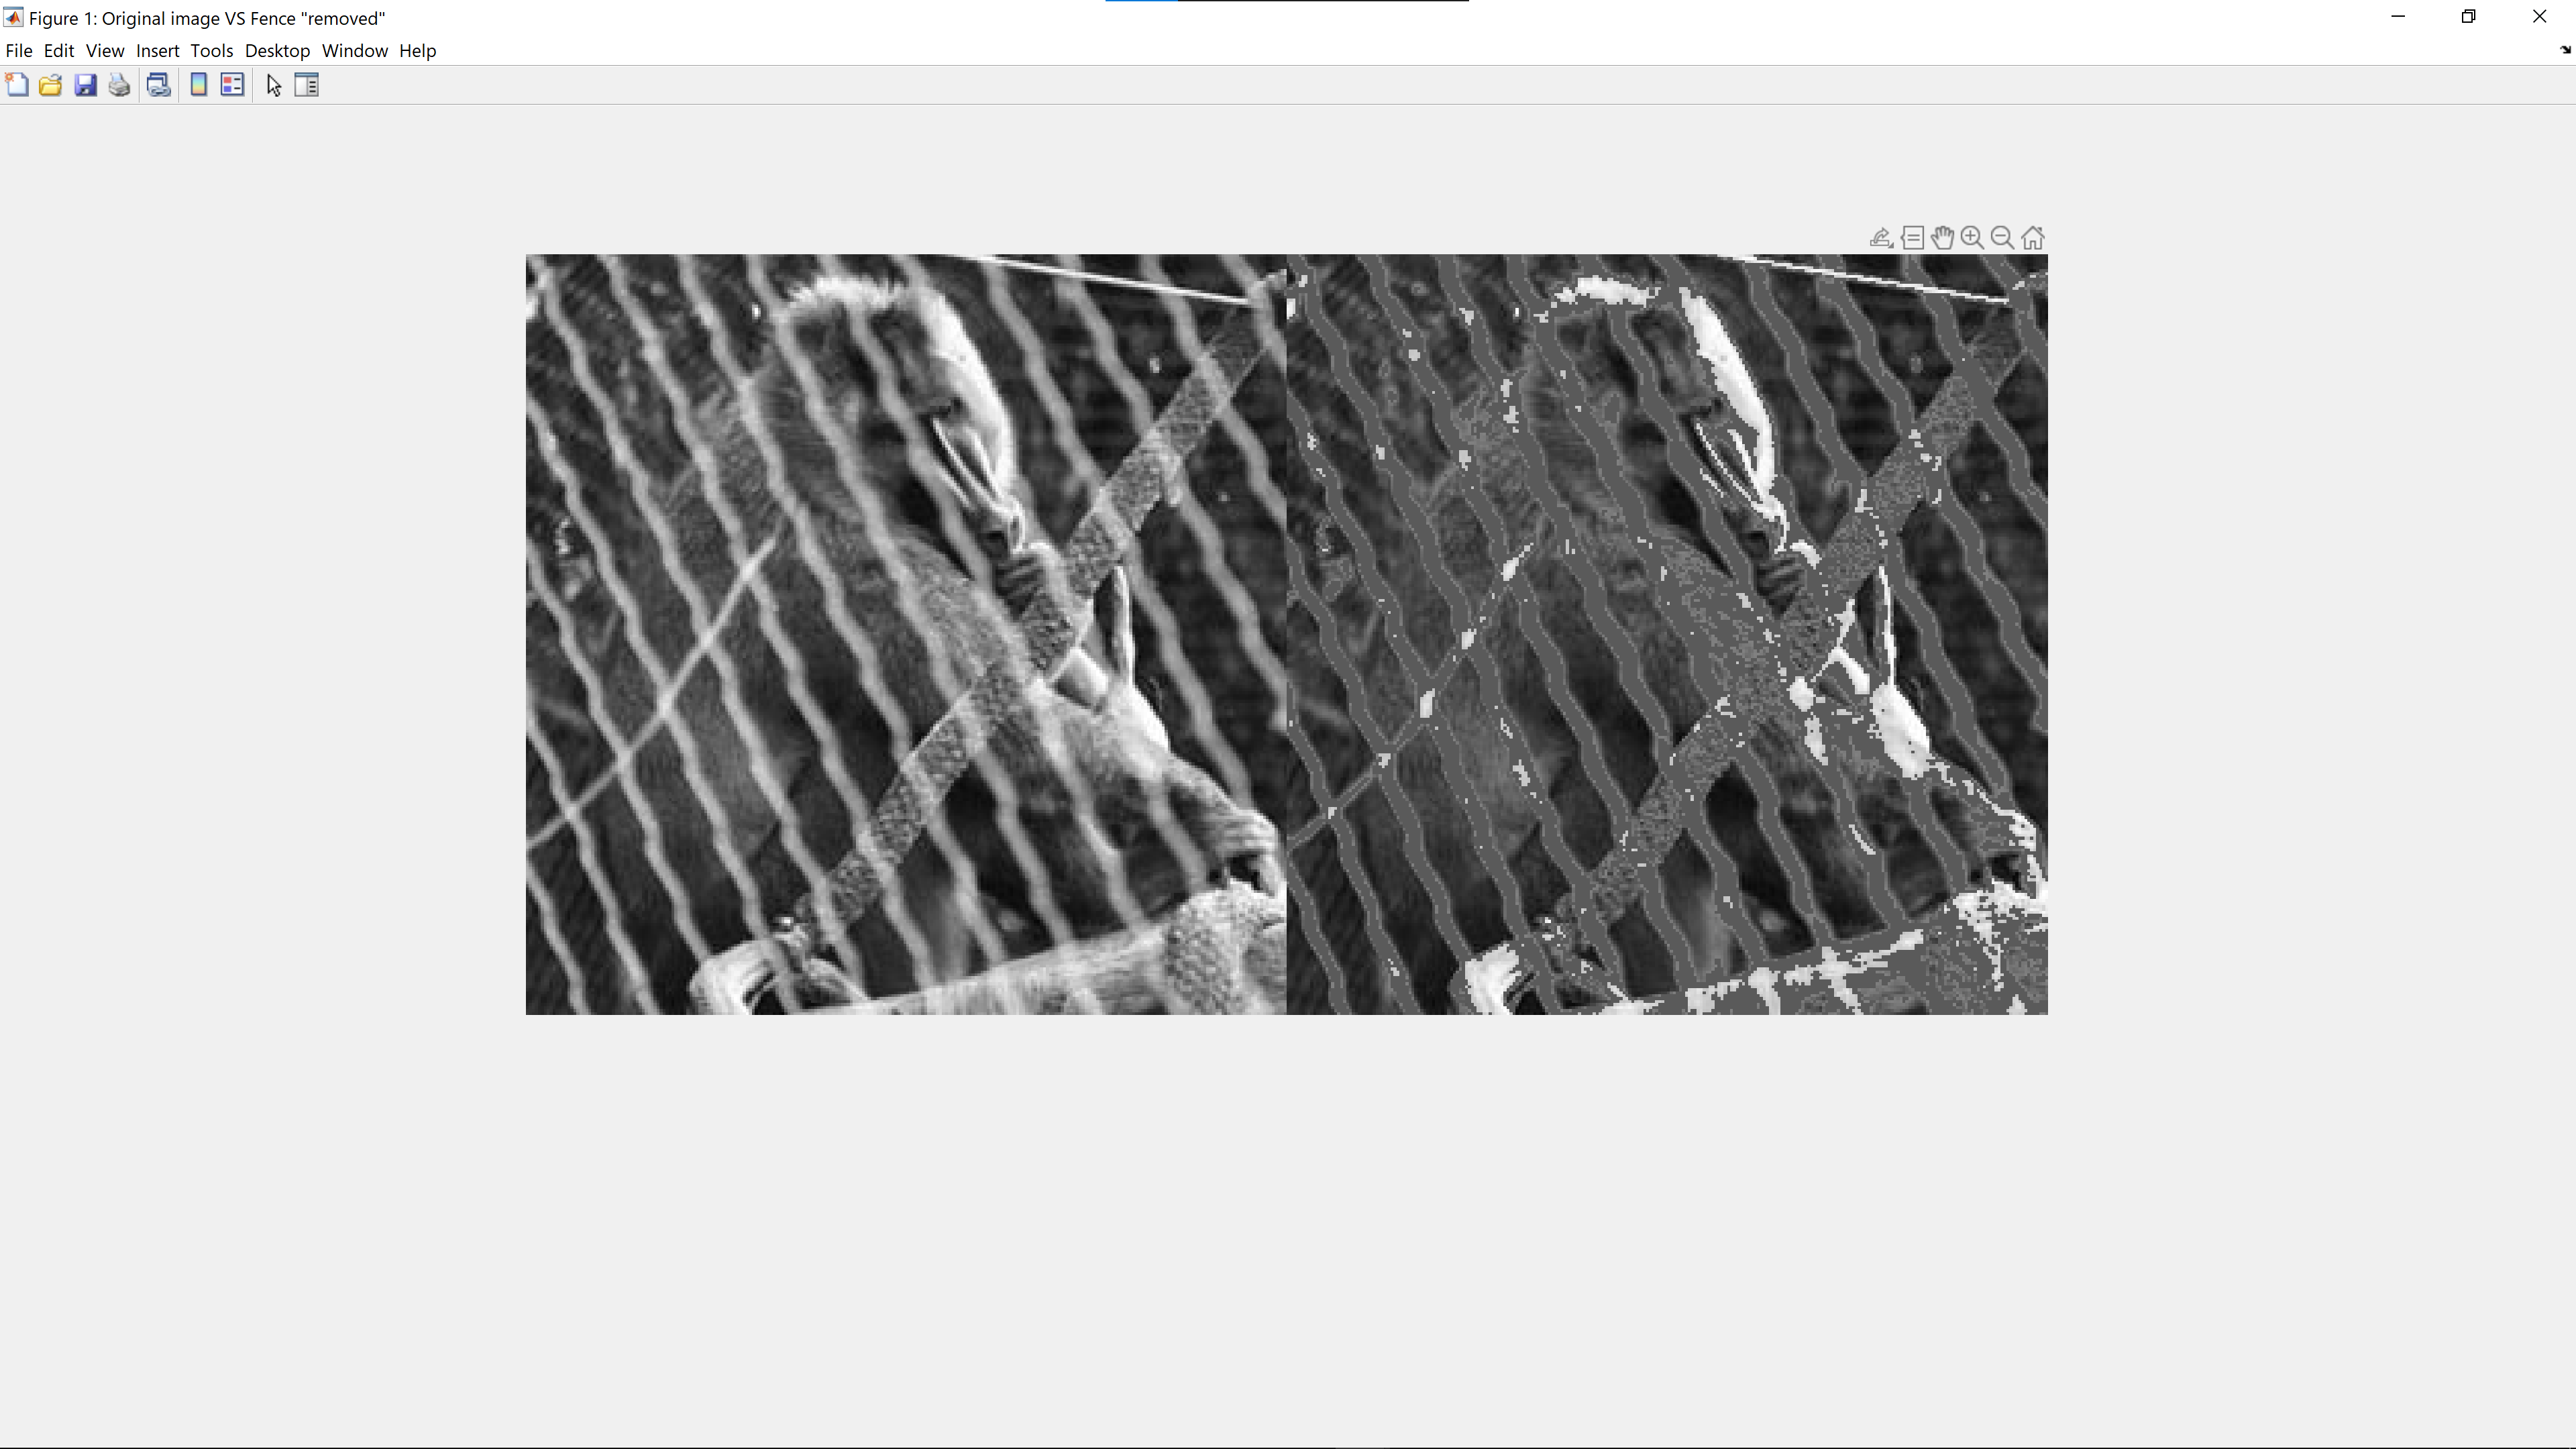 Figure 1: Original image VS Fence "removed"
File Edit View Insert Tools Desktop Window Help